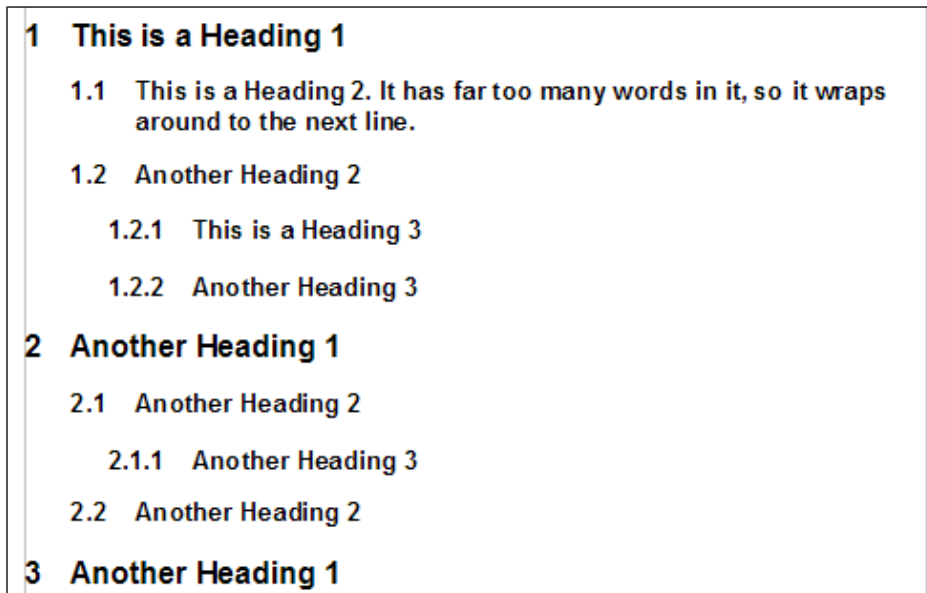 1 This is a Heading 1
1.1 This is a Heading 2. It has far too many words in it, so it wraps
around to the next line.
1.2 Another Heading 2
1.2.1 This is a Heading 3
1.2.2 Another Heading 3
2 Another Heading 1
2.1 Another Heading 2
2.1.1 Another Heading 3
2.2 Another Heading 2
3 Another Heading 1